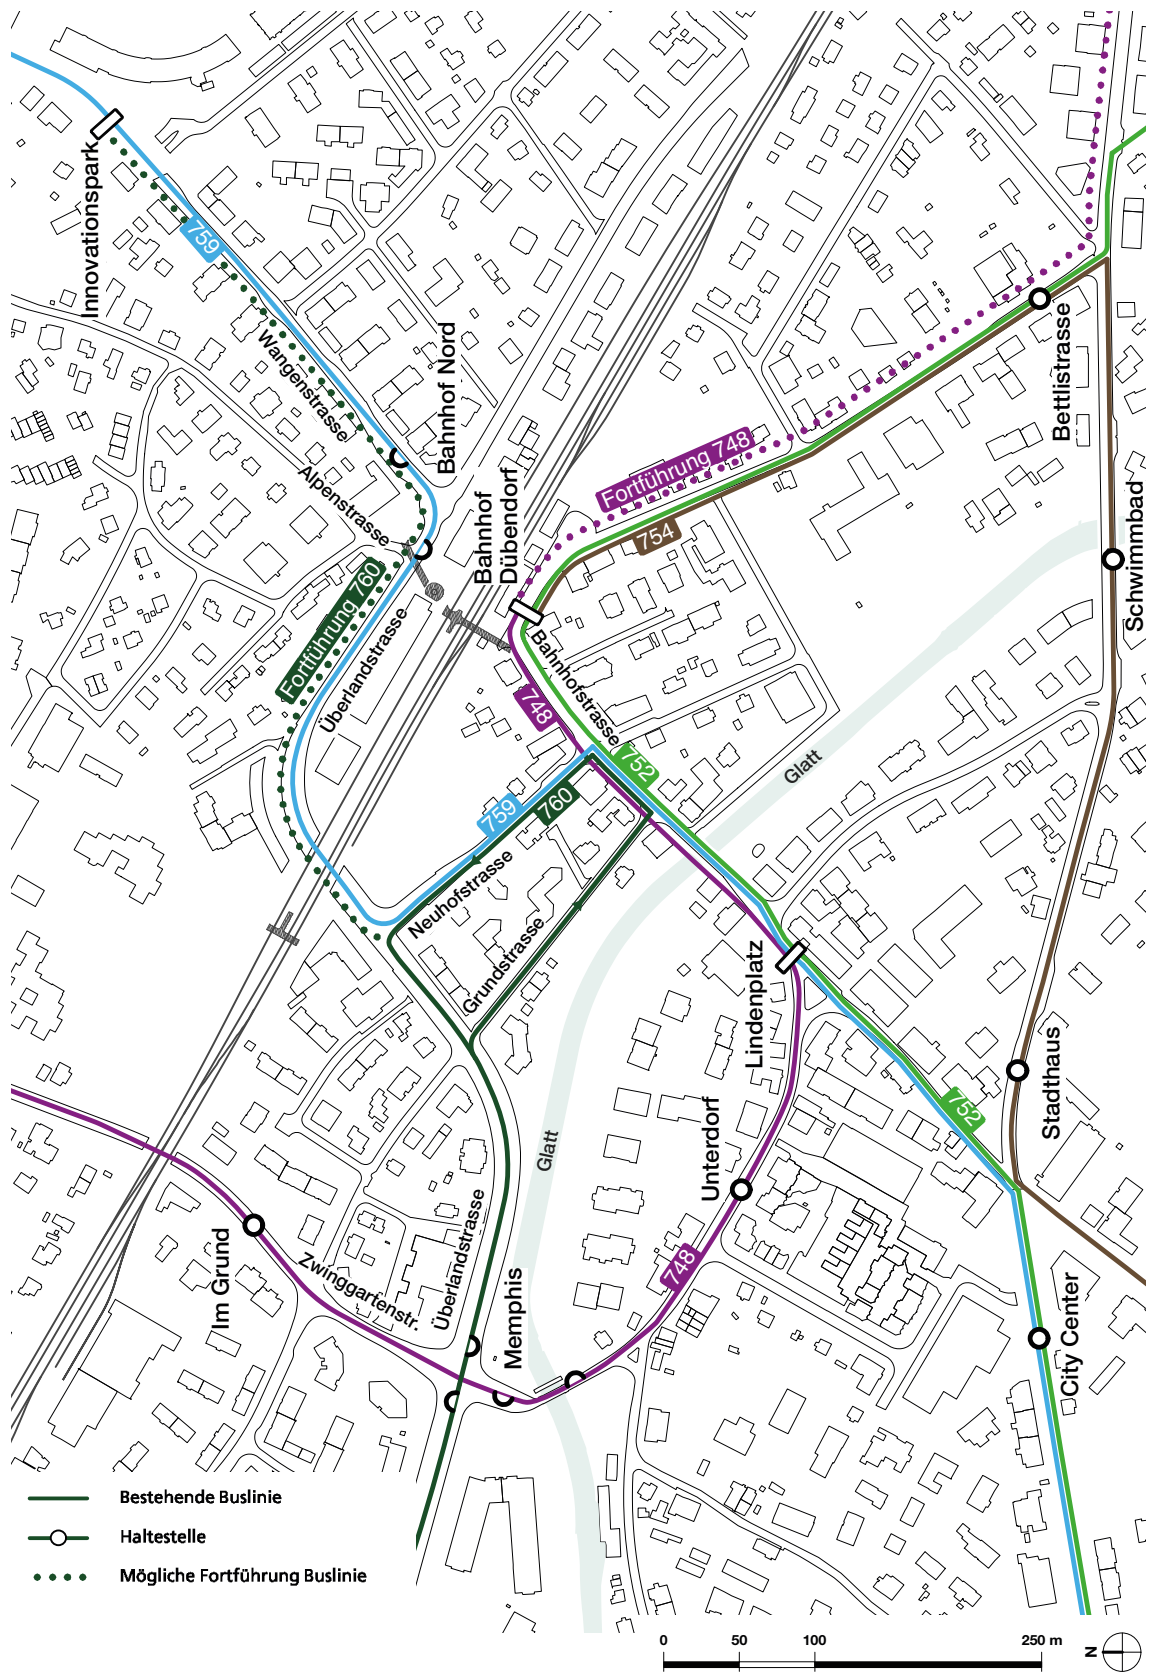 Innovationspark
759
Wangenstrasse
Bahnhof Nord
Alpenstrasse
Bahnhof
Dübendorf
Fortführung 748
754
Bettlistrasse
Schwimmbad
Fortführung 760
Überlandstrasse
Bahnhofstrasse
748
752
759
760
Glatt
Neuhofstrasse
Grundstrasse
Lindenplatz
Stadthaus
752
Unterdorf
Glatt
Im Grund
Zwinggartenstr.
Überlandstrasse
Memphis
748
City Center
Bestehende Buslinie
Haltestelle
Mögliche Fortführung Buslinie
0 50 100 250 m
N